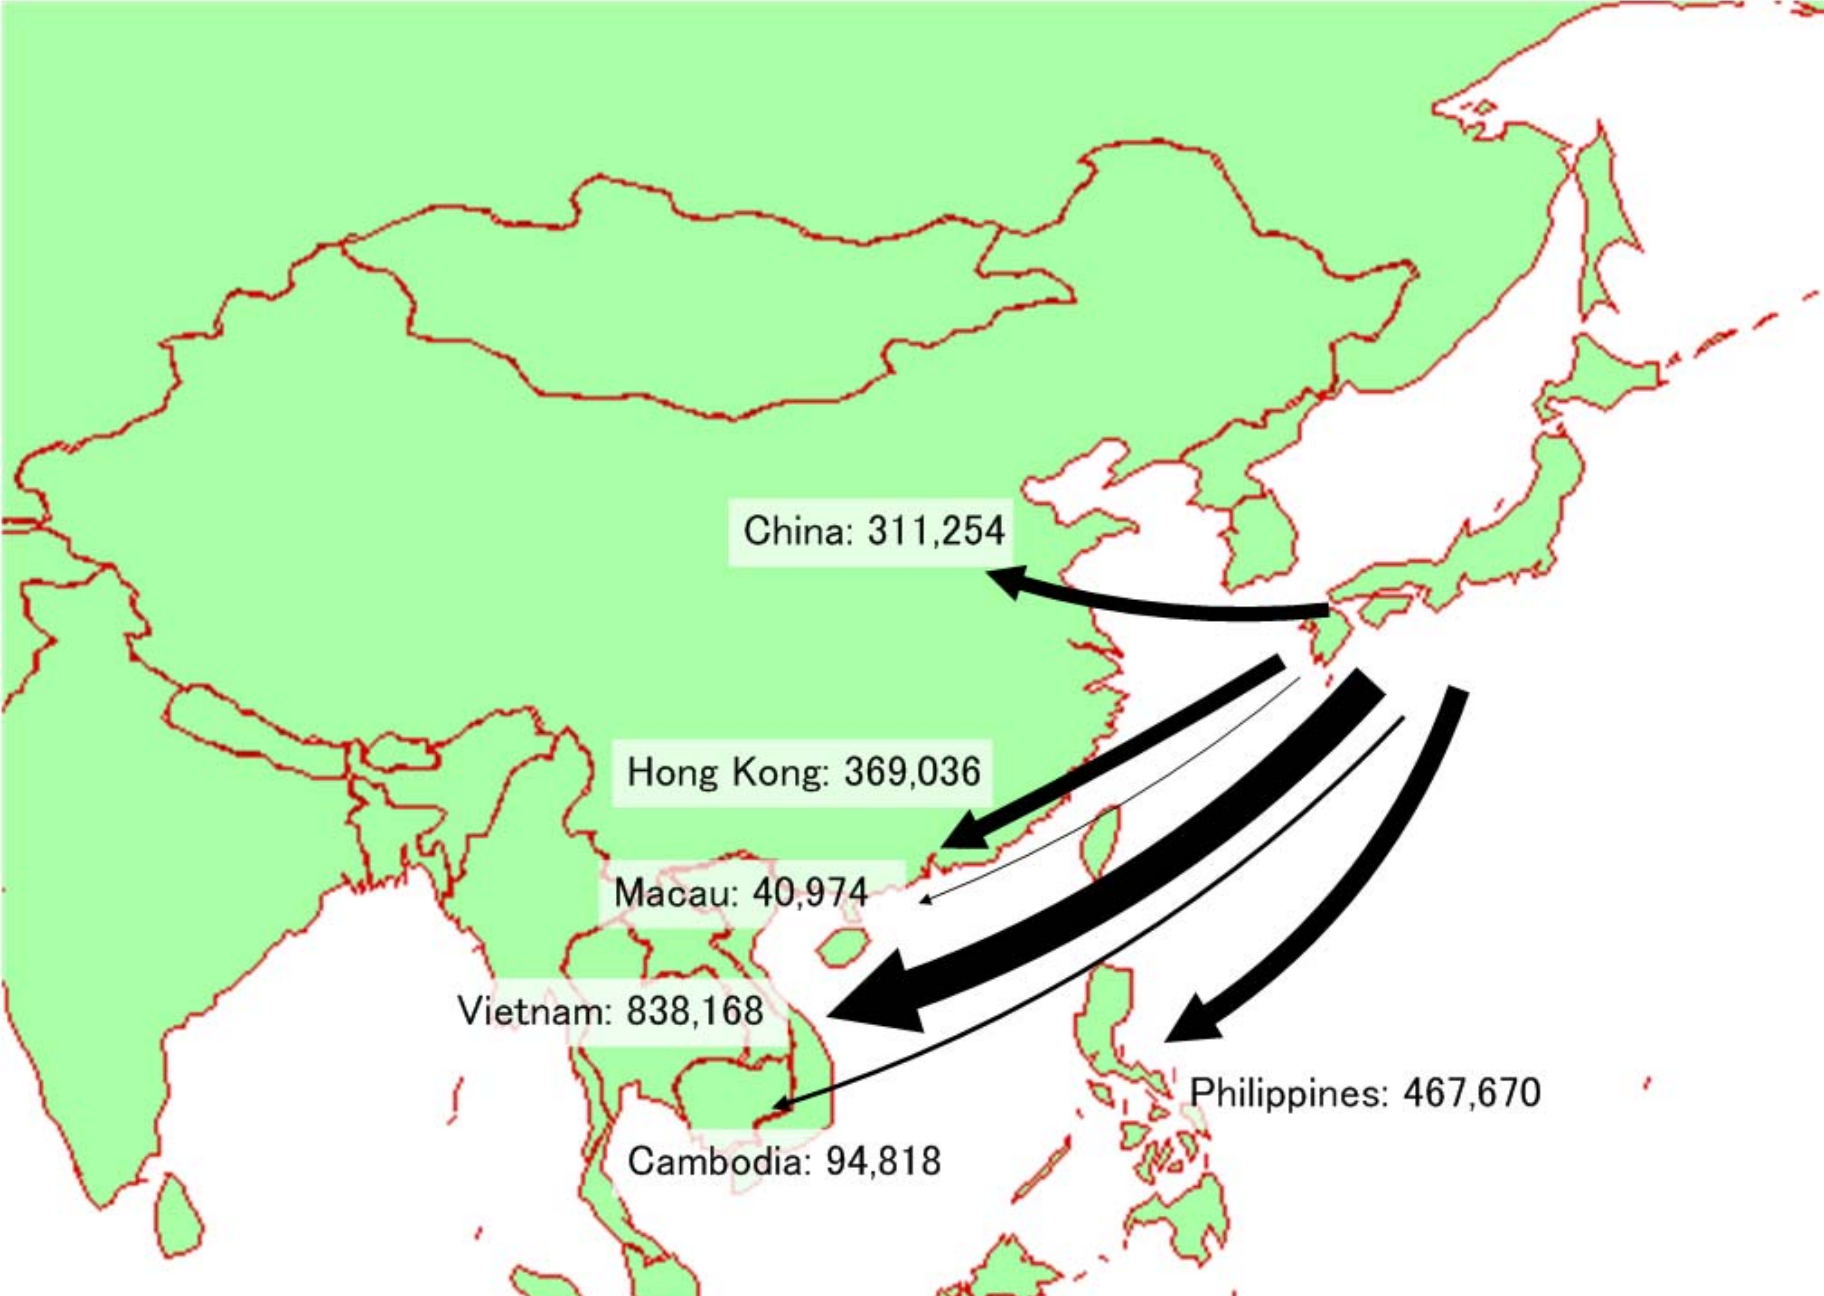 China: 311,254
Hong Kong: 369,036
Macau: 40,974
Vietnam: 838,168
Philippines: 467,670
Cambodia: 94,818